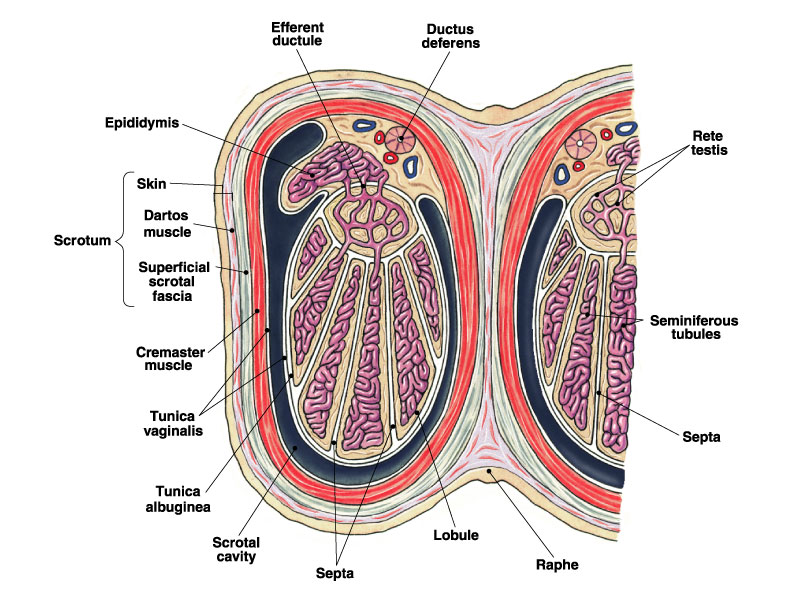 Efferent
ductule
Ductus
deferens
Epididymis
Rete
testis
Skin
Dartos
muscle
Scrotum
Superficial
scrotal
fascia
Seminiferous
tubules
Cremaster
muscle
Tunica
vaginalis
Septa
Tunica
albuginea
Scrotal
cavity
Lobule
Septa
Raphe